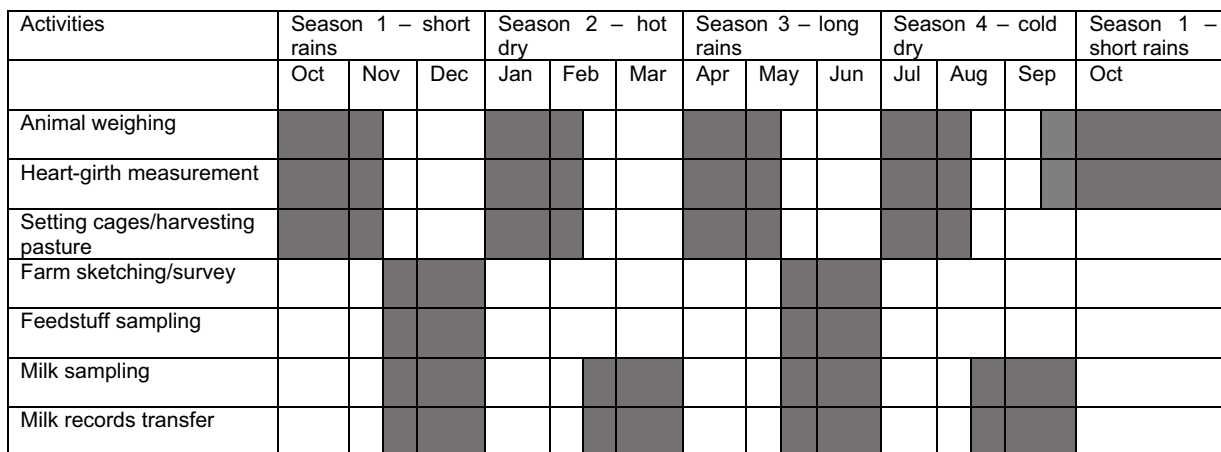 Activities Season 1 – short rains Season 2 – hot dry Season 3 – long rains Season 4 – cold dry Season 1 – short rains
Oct Nov Dec Jan Feb Mar Apr May Jun Jul Aug Sep Oct
Animal weighing
Heart-girth measurement
Setting cages/harvesting
pasture
Farm sketching/survey
Feedstuff sampling
Milk sampling
Milk records transfer